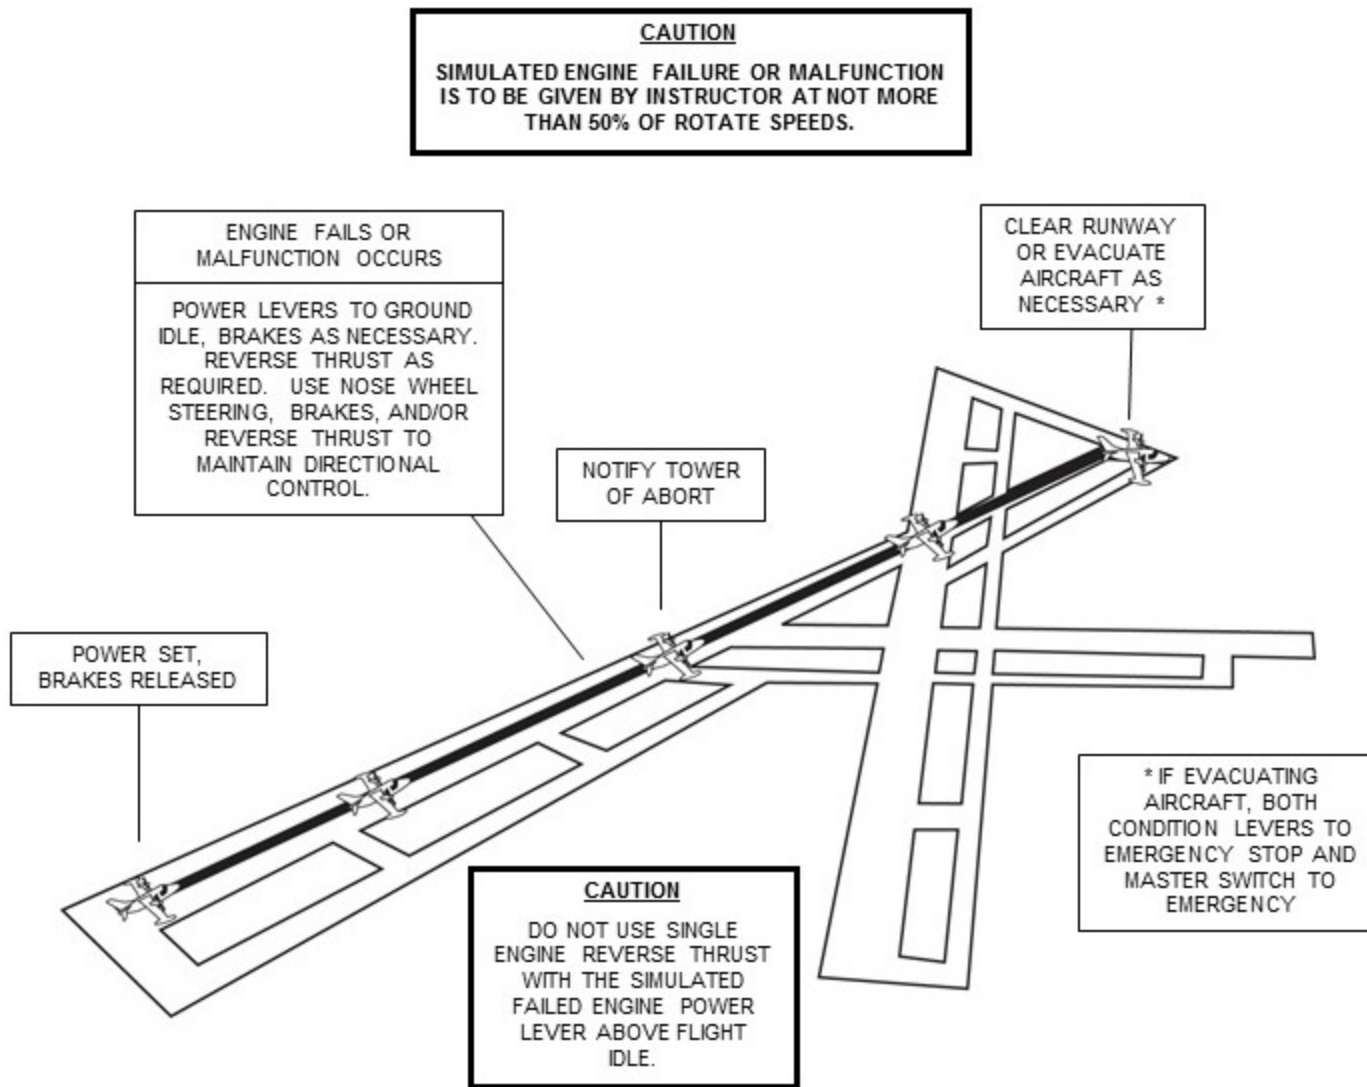 CAUTION
SIMULATED ENGINE FAILURE OR MALFUNCTION
IS TO BE GIVEN BY INSTRUCTOR AT NOT MORE
THAN 50% OF ROTATE SPEEDS.
ENGINE FAILS OR
MALFUNCTION OCCURS
POWER LEVERS TO GROUND
IDLE, BRAKES AS NECESSARY.
REVERSE THRUST AS
REQUIRED. USE NOSE WHEEL
STEERING, BRAKES, AND/OR
REVERSE THRUST TO
MAINTAIN DIRECTIONAL
CONTROL.
CLEAR RUNWAY
OR EVACUATE
AIRCRAFT AS
NECESSARY *
NOTIFY TOWER
OF ABORT
POWER SET,
BRAKES RELEASED
* IF EVACUATING
AIRCRAFT, BOTH
CONDITION LEVERS TO
EMERGENCY STOP AND
MASTER SWITCH TO
EMERGENCY
CAUTION
DO NOT USE SINGLE
ENGINE REVERSE THRUST
WITH THE SIMULATED
FAILED ENGINE POWER
LEVER ABOVE FLIGHT
IDLE.